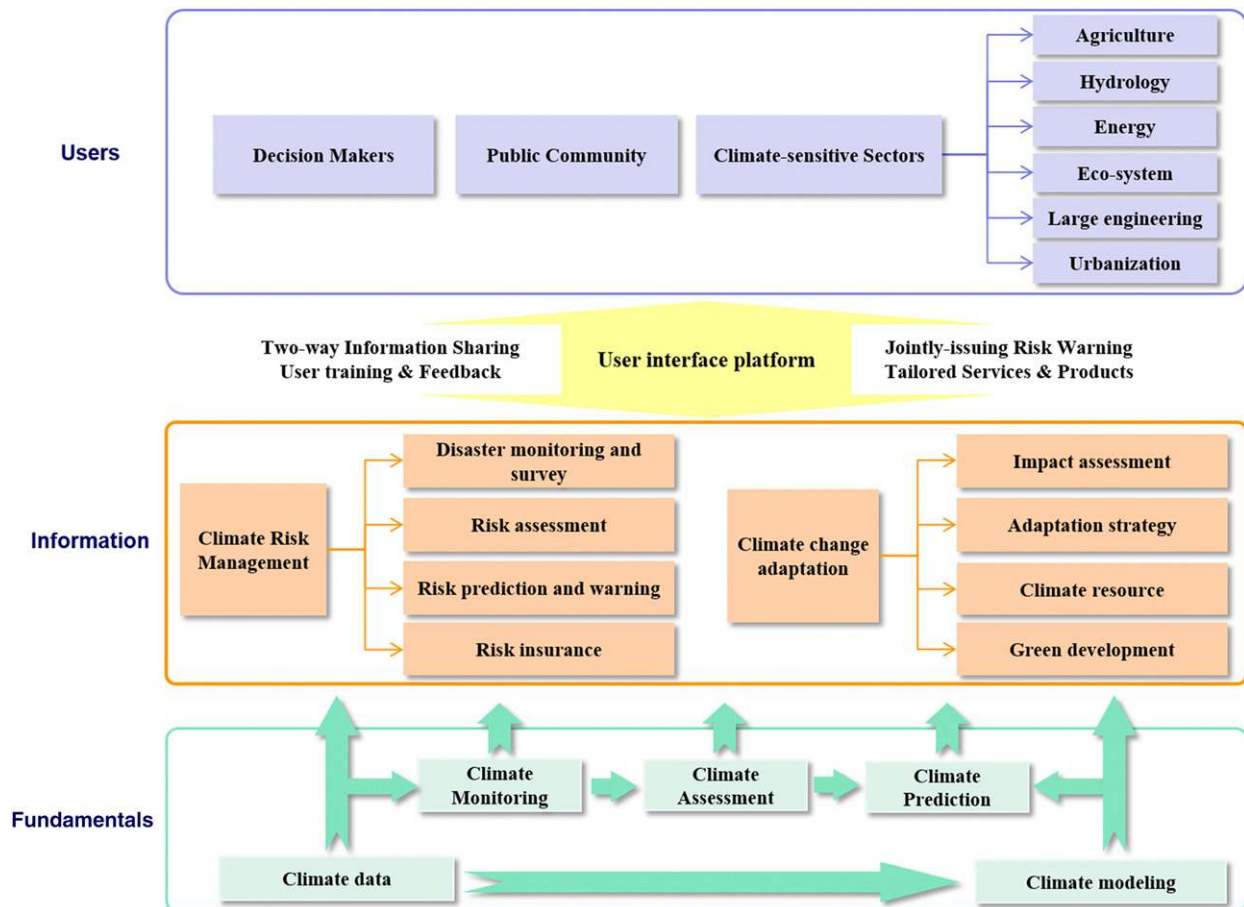 Users
Decision Makers
Public Community
Climate-sensitive Sectors
Agriculture
Hydrology
Energy
Eco-system
Large engineering
Urbanization
Two-way Information Sharing
User training & Feedback
User interface platform
Jointly-issuing Risk Warning
Tailored Services & Products
Information
Climate Risk
Management
Disaster monitoring and
survey
Risk assessment
Risk prediction and warning
Risk insurance
Climate change
adaptation
Impact assessment
Adaptation strategy
Climate resource
Green development
Fundamentals
Climate
Monitoring
Climate
Assessment
Climate
Prediction
Climate data
Climate modeling